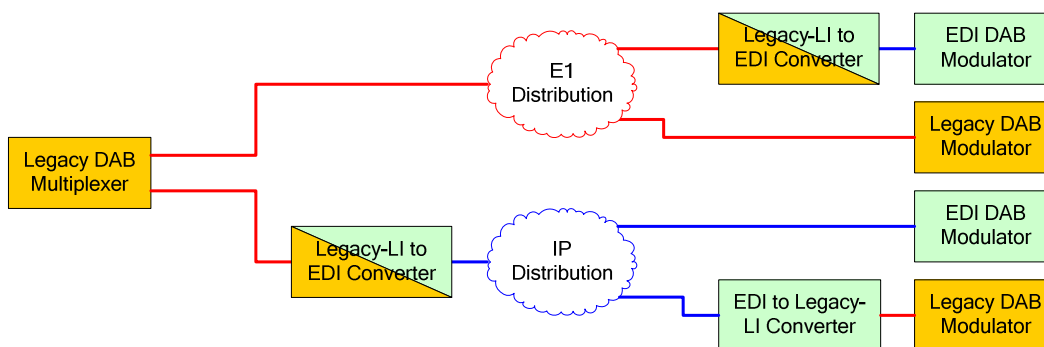 Legacy-LI to
EDI Converter
EDI DAB
Modulator
E1
Distribution
Legacy DAB
Modulator
Legacy DAB
Multiplexer
EDI DAB
Modulator
Legacy-LI to
EDI Converter
IP
Distribution
EDI to Legacy-
LI Converter
Legacy DAB
Modulator